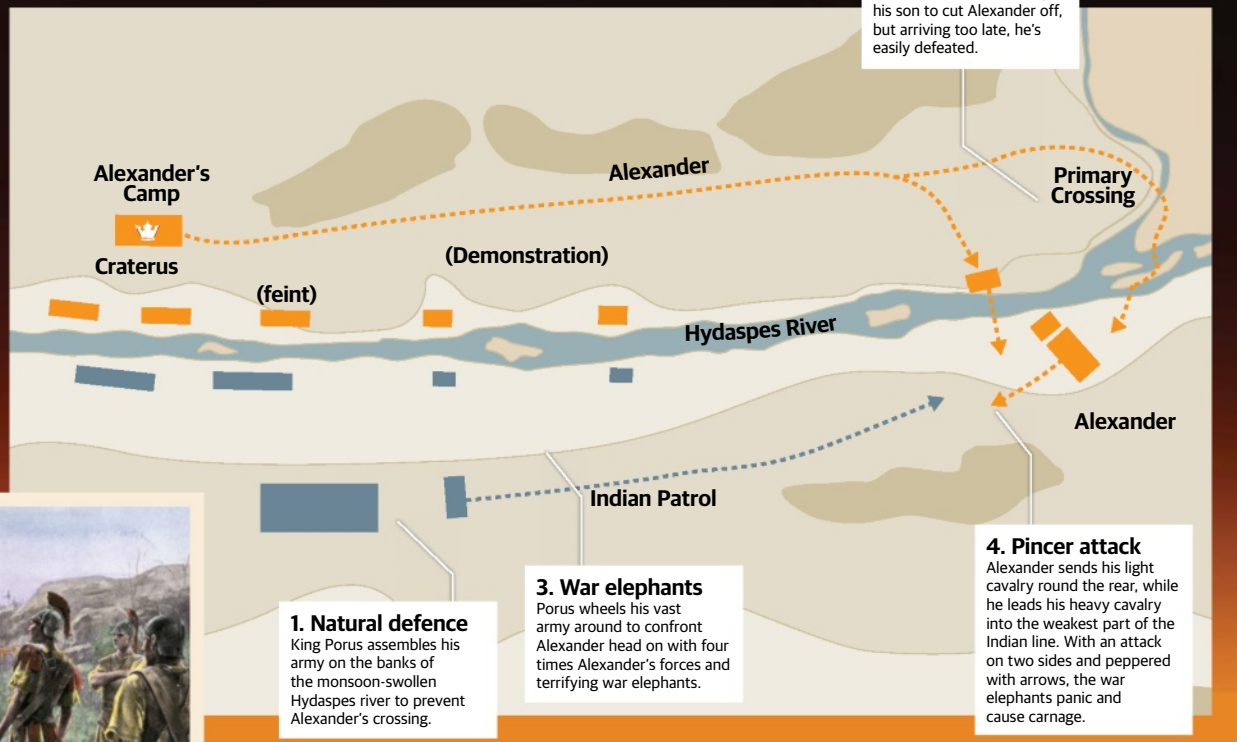 his son to cut Alexander off,
but arriving too late, he's
easily defeated.
Alexander's
Camp
Craterus
(feint)
(Demonstration)
Alexander
Primary
Crossing
Hydaspes River
Alexander
Indian Patrol
1. Natural defence
King Porus assembles his
army on the banks of
the monsoon-swollen
Hydaspes river to prevent
Alexander's crossing.
3. War elephants
Porus wheels his vast
army around to confront
Alexander head on with four
times Alexander's forces and
terrifying war elephants.
4. Pincer attack
Alexander sends his light
cavalry round the rear, while
he leads his heavy cavalry
into the weakest part of the
Indian line. With an attack
on two sides and peppered
with arrows, the war
elephants panic and
cause carnage.